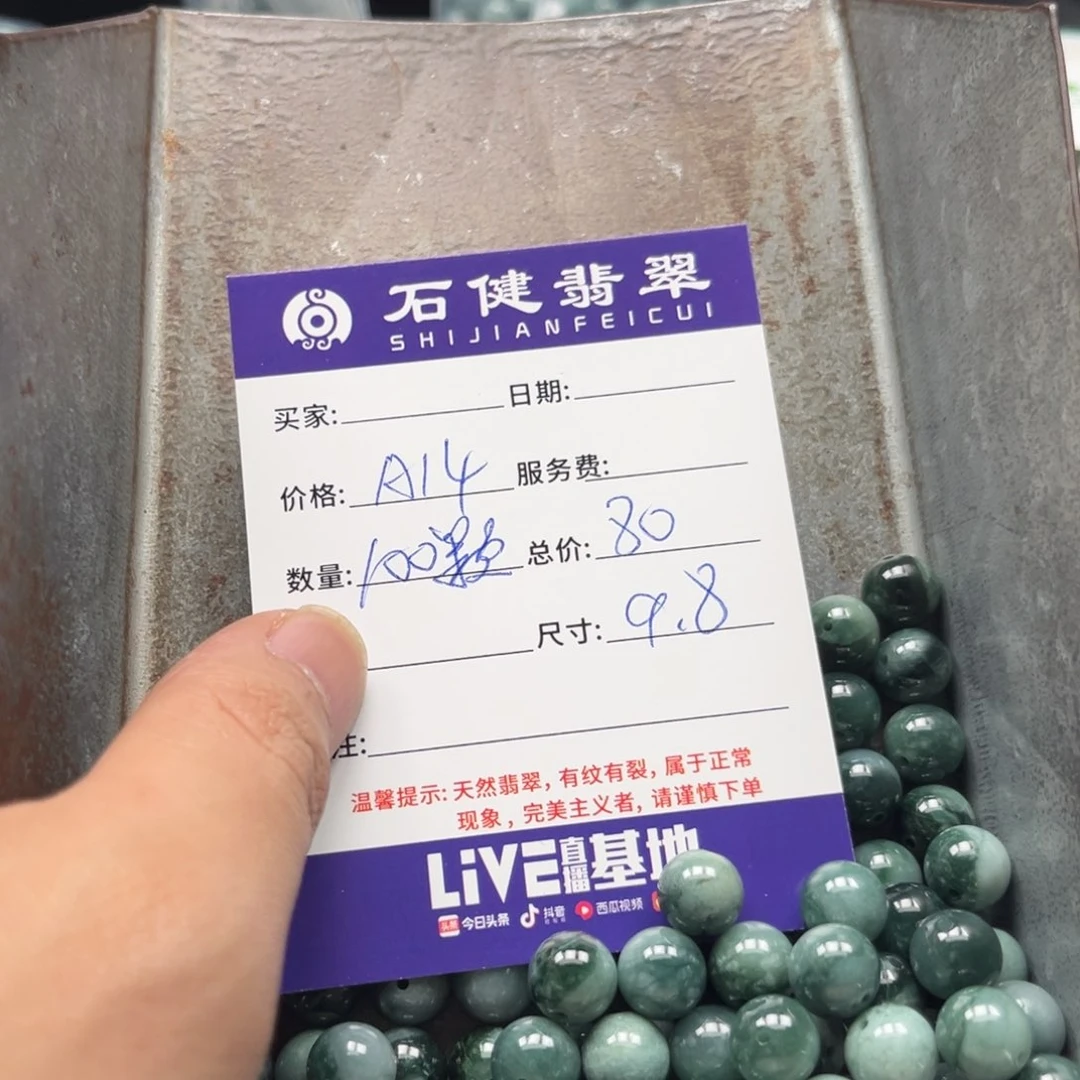 石健翡翠
SHIJIANFEICUI
买家: 日期:
价格: A14 服务费:
数量: 100颗 总价: 80
尺寸: 9.8
注:
温馨提示: 天然翡翠, 有纹有裂, 属于正常
现象, 完美主义者, 请谨慎下单
LiVE直播基地
头条 今日头条 抖音 西瓜视频